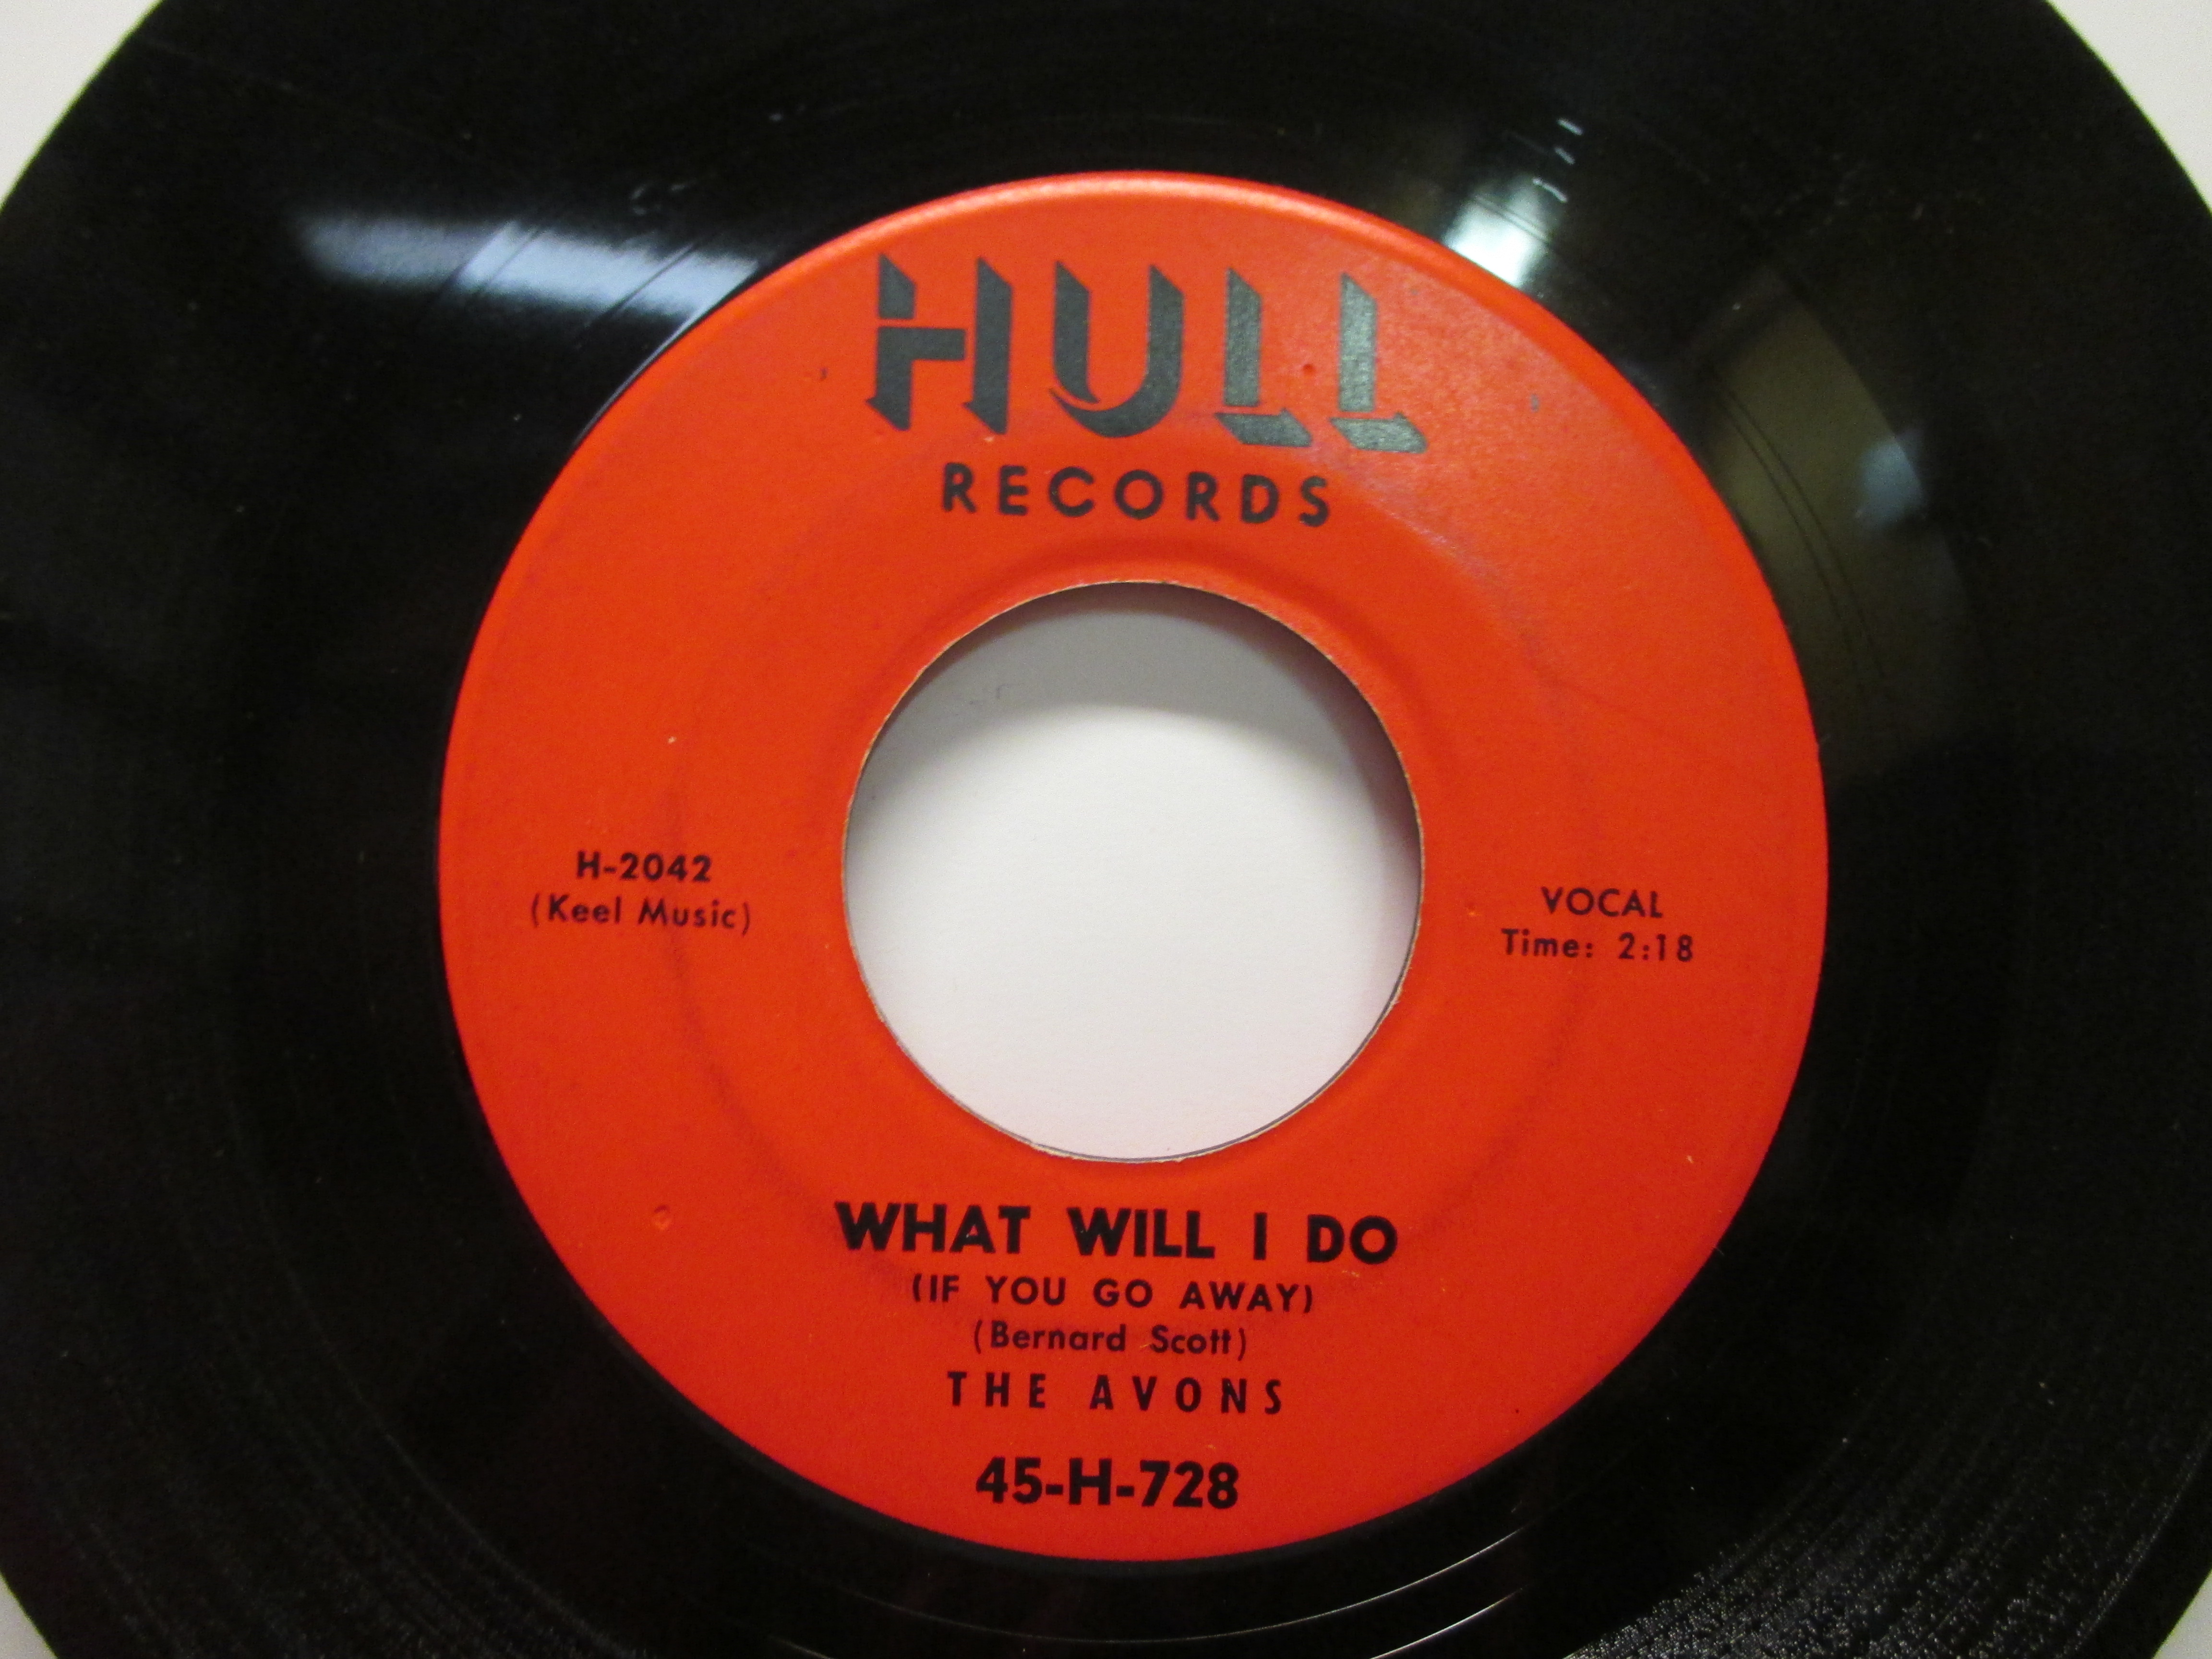 HULL
RECORDS
H-2042
(Keel Music)
VOCAL
Time: 2:18
WHAT WILL I DO
(IF YOU GO AWAY)
(Bernard Scott)
THE AVONS
45-H-728